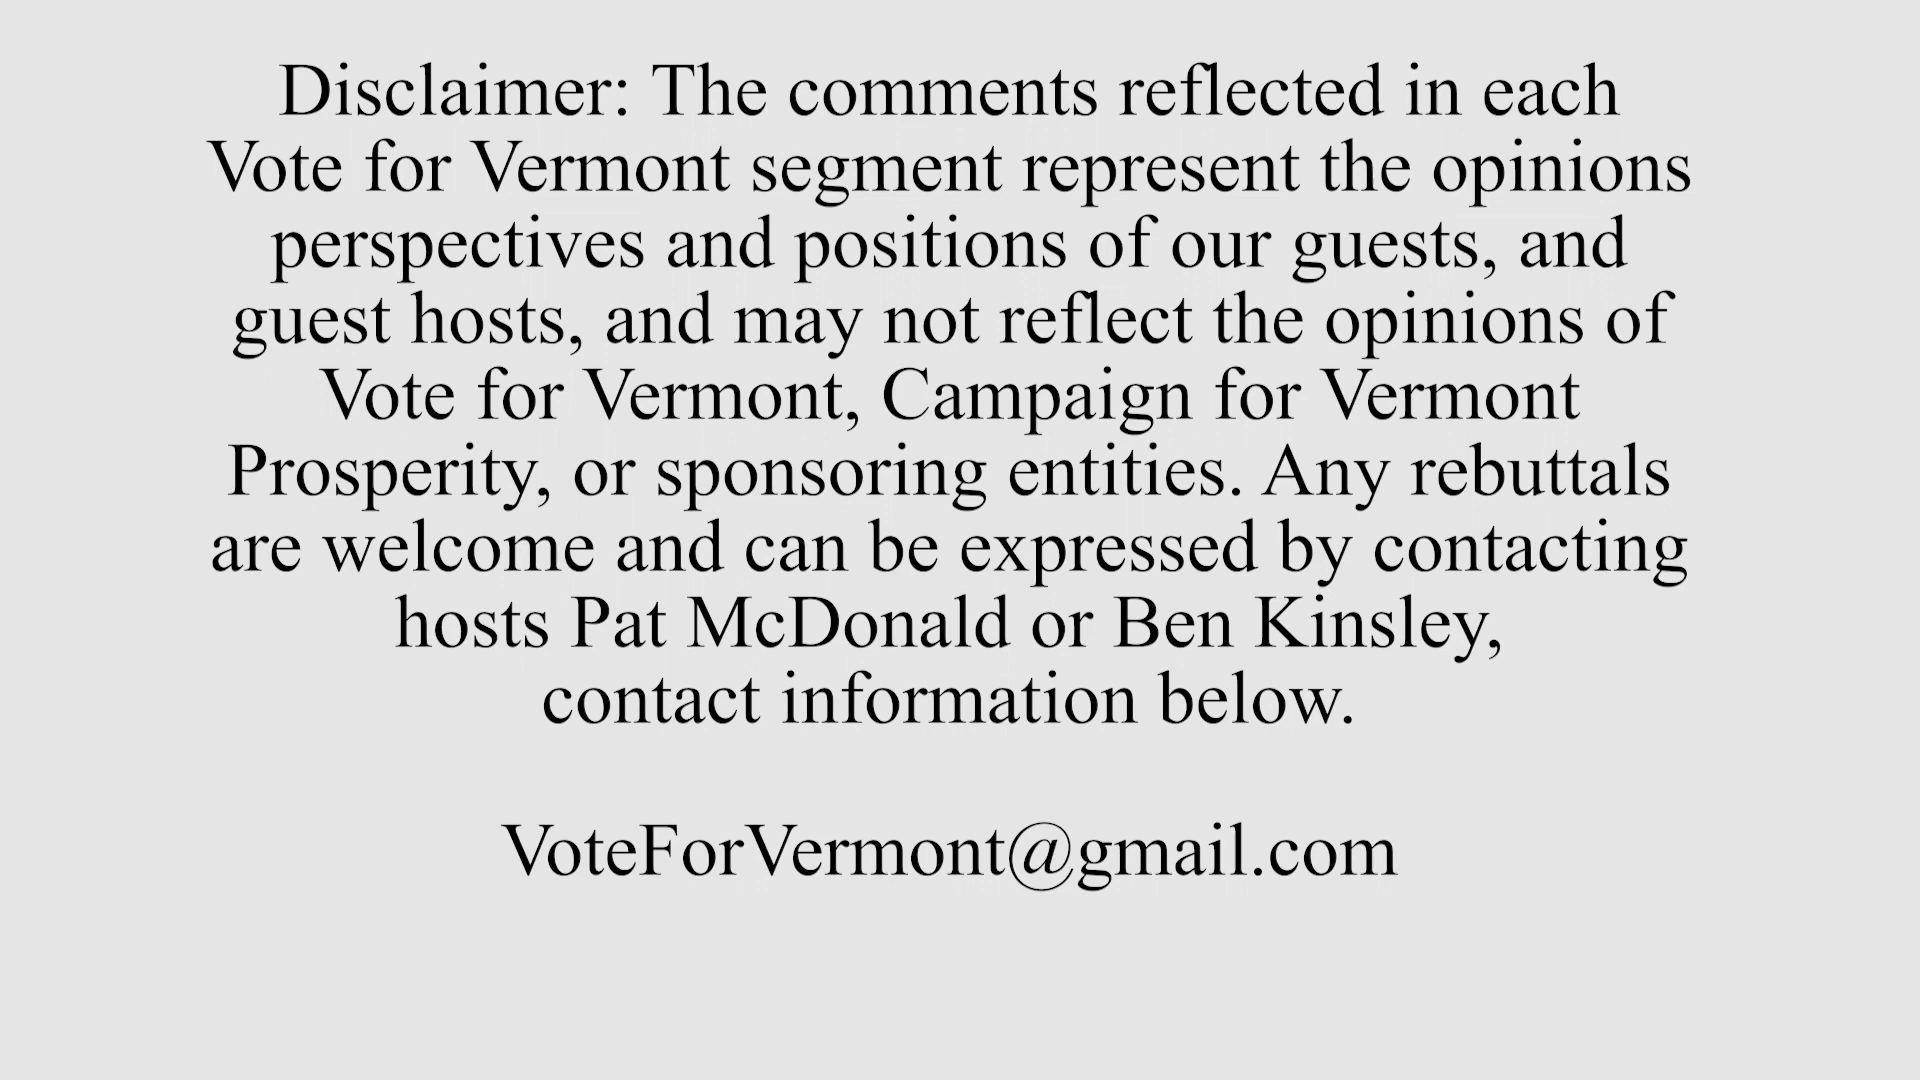 Disclaimer: The comments reflected in each
Vote for Vermont segment represent the opinions
perspectives and positions of our guests, and
guest hosts, and may not reflect the opinions of
Vote for Vermont, Campaign for Vermont
Prosperity, or sponsoring entities. Any rebuttals
are welcome and can be expressed by contacting
hosts Pat McDonald or Ben Kinsley,
contact information below.
VoteForVermont@gmail.com